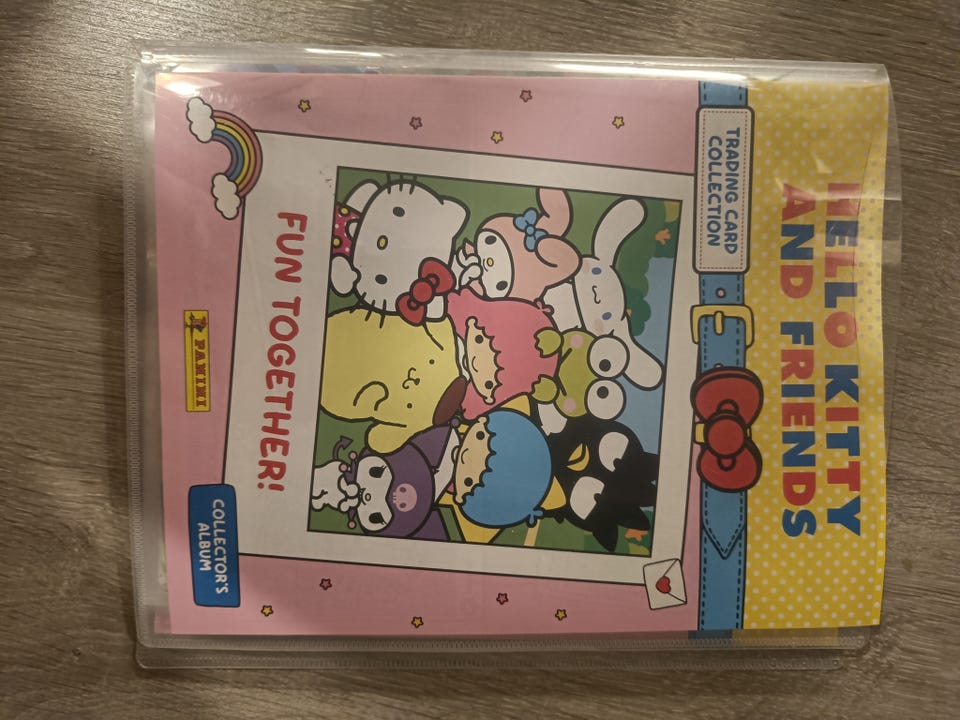 HELLO KITTY
AND FRIENDS
TRADING CARD
COLLECTION
FUN TOGETHER!
PANINI
COLLECTOR'S
ALBUM